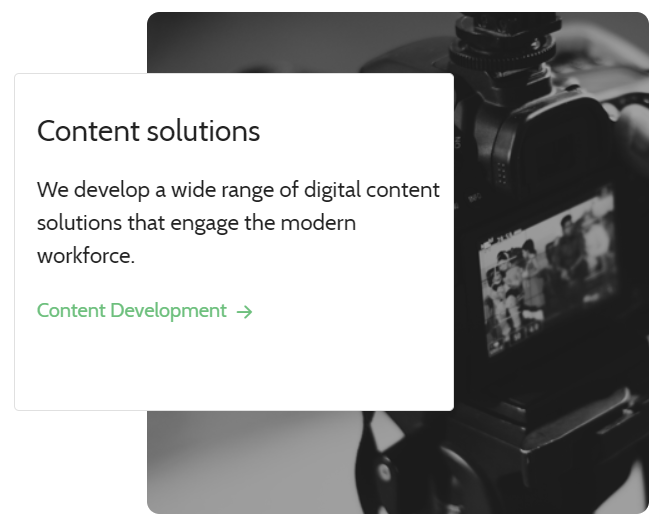 Content solutions
We develop a wide range of digital content
solutions that engage the modern
workforce.
Content Development →